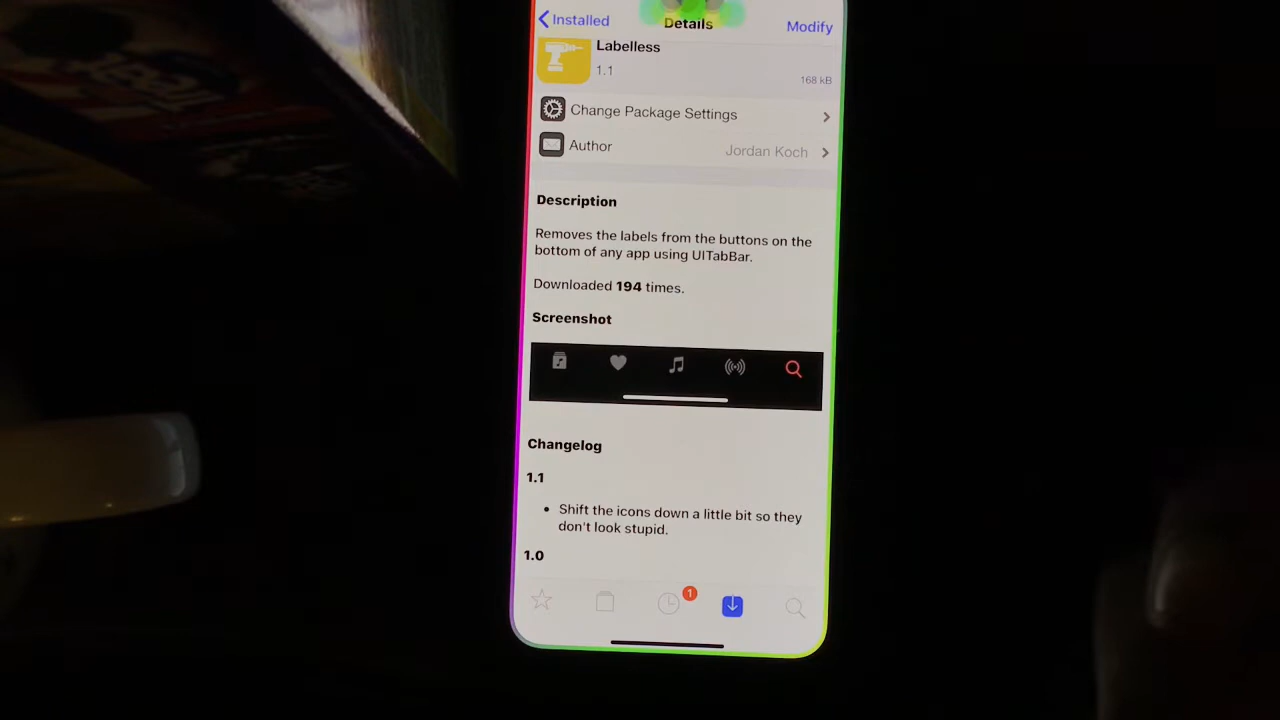 Installed
Details
Modify
Labelless
1.1
168 kB
Change Package Settings
Author
Jordan Koch
Description
Removes the labels from the buttons on the
bottom of any app using UITabBar.
Downloaded 194 times.
Screenshot
Changelog
1.1
• Shift the icons down a little bit so they
don't look stupid.
1.0
1